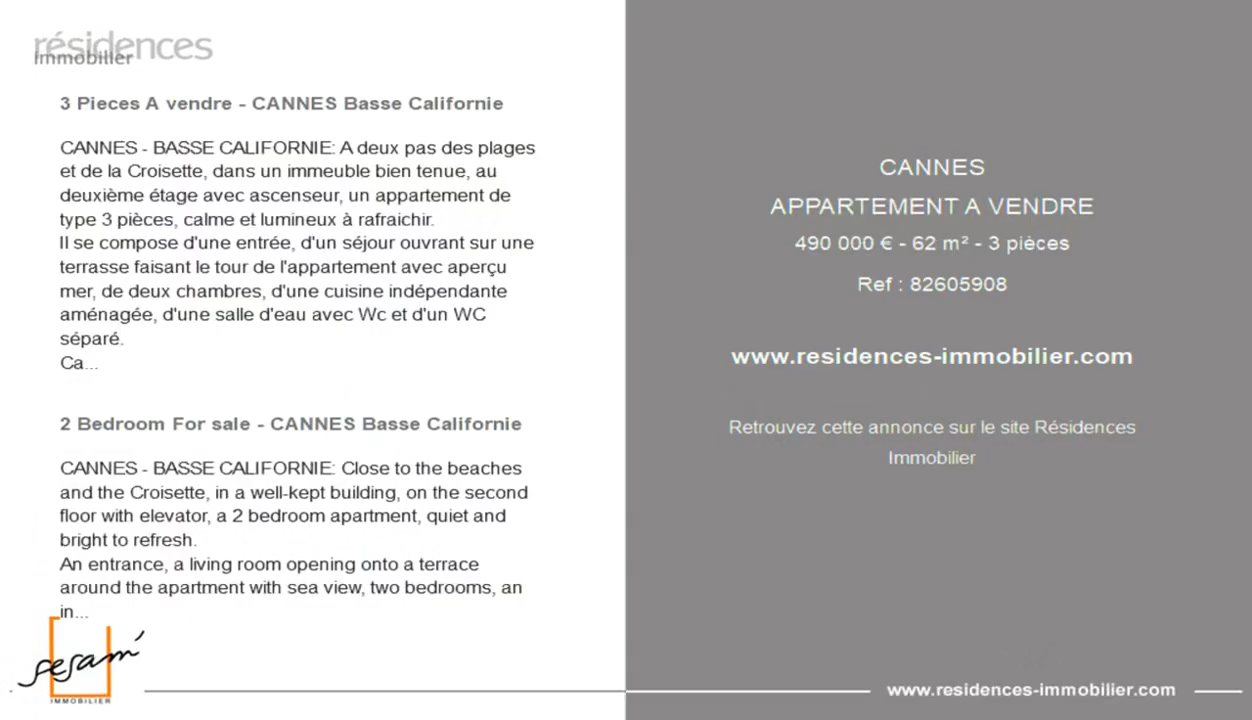 résidences
immobilier
3 Pieces A vendre - CANNES Basse Californie
CANNES - BASSE CALIFORNIE: A deux pas des plages
et de la Croisette, dans un immeuble bien tenue, au
deuxième étage avec ascenseur, un appartement de
type 3 pièces, calme et lumineux à rafraichir.
Il se compose d'une entrée, d'un séjour ouvrant sur une
terrasse faisant le tour de l'appartement avec aperçu
mer, de deux chambres, d'une cuisine indépendante
aménagée, d'une salle d'eau avec Wc et d'un WC
séparé.
Ca...
2 Bedroom For sale - CANNES Basse Californie
CANNES - BASSE CALIFORNIE: Close to the beaches
and the Croisette, in a well-kept building, on the second
floor with elevator, a 2 bedroom apartment, quiet and
bright to refresh.
An entrance, a living room opening onto a terrace
around the apartment with sea view, two bedrooms, an
in...
sesam'
IMMOBILIER
CANNES
APPARTEMENT A VENDRE
490 000 € - 62 m² - 3 pièces
Ref : 82605908
www.residences-immobilier.com
Retrouvez cette annonce sur le site Résidences
Immobilier
www.residences-immobilier.com